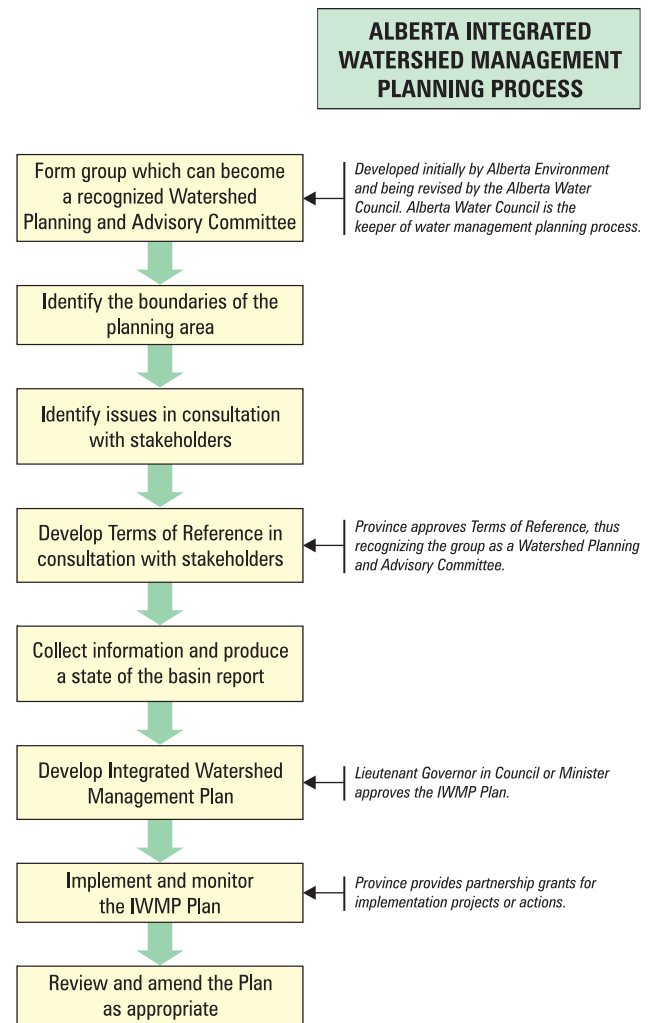 ALBERTA INTEGRATED
WATERSHED MANAGEMENT
PLANNING PROCESS
Form group which can become
a recognized Watershed
Planning and Advisory Committee
Developed initially by Alberta Environment
and being revised by the Alberta Water
Council. Alberta Water Council is the
keeper of water management planning process.
Identify the boundaries of the
planning area
Identify issues in consultation
with stakeholders
Develop Terms of Reference in
consultation with stakeholders
Province approves Terms of Reference, thus
recognizing the group as a Watershed Planning
and Advisory Committee.
Collect information and produce
a state of the basin report
Develop Integrated Watershed
Management Plan
Lieutenant Governor in Council or Minister
approves the IWMP Plan.
Implement and monitor
the IWMP Plan
Province provides partnership grants for
implementation projects or actions.
Review and amend the Plan
as appropriate